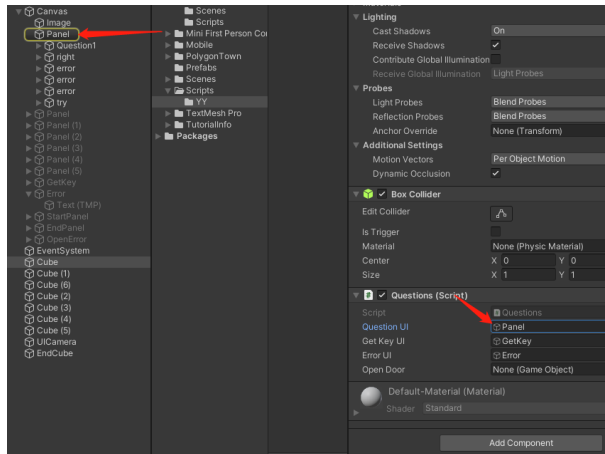 Canvas
Image
Panel
Question1
right
error
error
error
try
Panel
Panel (1)
Panel (2)
Panel (3)
Panel (4)
Panel (5)
GetKey
Error
Text (TMP)
StartPanel
EndPanel
OpenError
EventSystem
Cube
Cube (1)
Cube (6)
Cube (2)
Cube (3)
Cube (4)
Cube (5)
UICamera
EndCube
Scenes
Scripts
Mini First Person Co
Mobile
PolygonTown
Prefabs
Scenes
Scripts
YY
TextMesh Pro
TutorialInfo
Packages
Materials
Lighting
Cast Shadows On
Receive Shadows
Contribute Global Illumination
Receive Global Illumination Light Probes
Probes
Light Probes Blend Probes
Reflection Probes Blend Probes
Anchor Override None (Transform)
Additional Settings
Motion Vectors Per Object Motion
Dynamic Occlusion
Box Collider
Edit Collider
Is Trigger
Material None (Physic Material)
Center X 0 Y 0
Size X 1 Y 1
# Questions (Script)
Script Questions
Question UI Panel
Get Key UI GetKey
Error UI Error
Open Door None (Game Object)
Default-Material (Material)
Shader Standard
Add Component